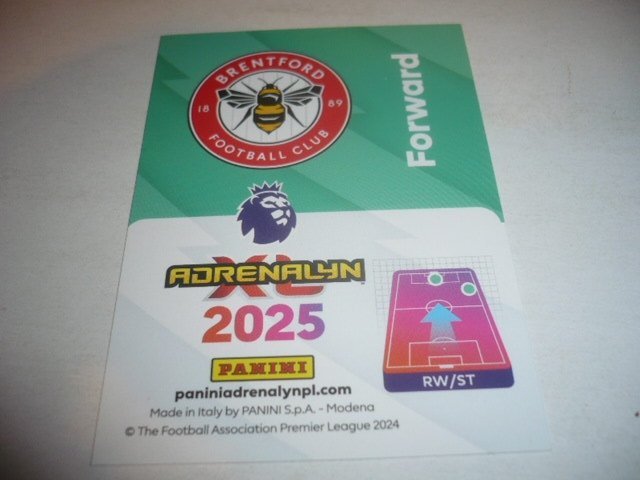 BRENTFORD
18 89
FOOTBALL CLUB
Forward
ADRENALYN
XL
2025
PANINI
RW/ST
paniniadrenalynpl.com
Made in Italy by PANINI S.p.A. - Modena
© The Football Association Premier League 2024